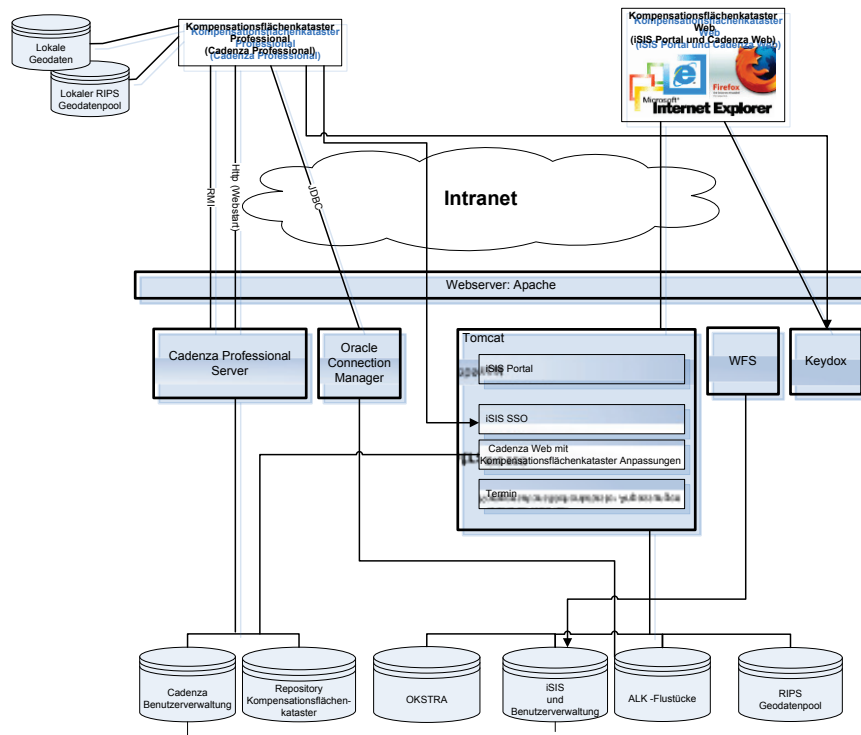 Lokale
Geodaten
Lokaler RIPS
Geodatenpool
Kompensationsflächenkataster
Professional
(Cadenza Professional)
Kompensationsflächenkataster
Web
(iSIS Portal und Cadenza Web)
Microsoft
Firefox
Internet Explorer
RMI
Http (Webstart)
JDBC
Intranet
Webserver: Apache
Cadenza Professional
Server
Oracle
Connection
Manager
Tomcat
iSIS Portal
iSIS SSO
Cadenza Web mit
Kompensationsflächenkataster Anpassungen
Termin
WFS
Keydox
Cadenza
Benutzerverwaltung
Repository
Kompensationsflächen-
kataster
OKSTRA
iSIS
und
Benutzerverwaltung
ALK -Flustücke
RIPS
Geodatenpool